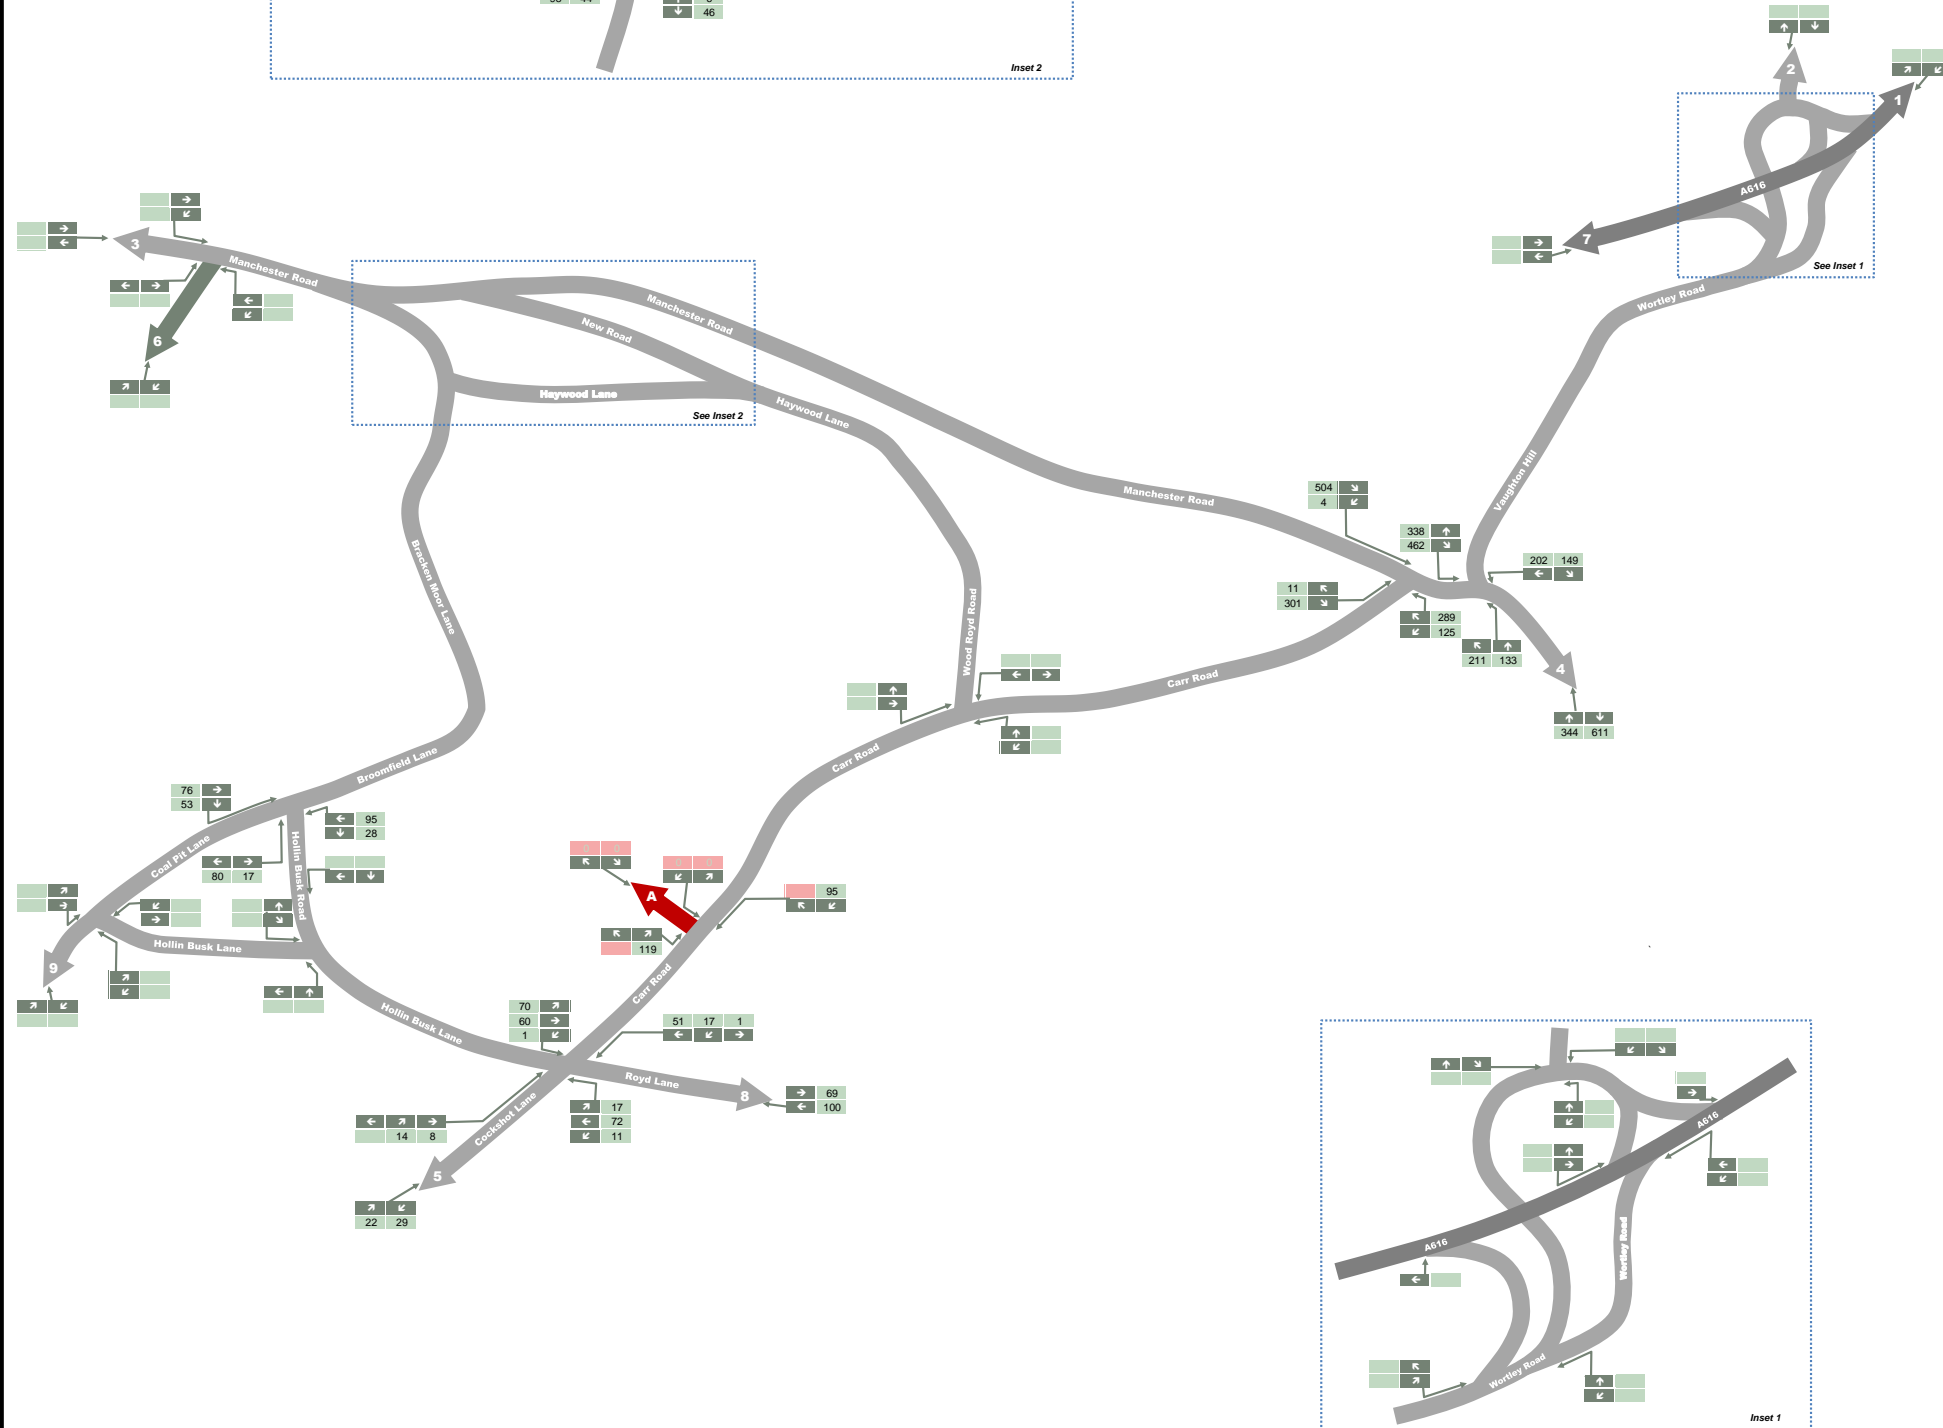 46
Inset 2
2
1
A616
7
See Inset 1
Wortley Road
3
Manchester Road
6
Manchester Road
New Road
Haywood Lane
See Inset 2
Haywood Lane
Vaughton Hill
Manchester Road
504
4
338
462
202 149
11
301
289
125
211 133
4
344 611
Bracken Moor Lane
Wood Royd Road
Carr Road
Carr Road
Broomfield Lane
76
53
95
28
Coal Pit Lane
80 17
Hollin Busk Road
0 0
0 0
A
95
119
Hollin Busk Lane
9
Carr Road
Hollin Busk Lane
70
60
1
51 17 1
Royd Lane
8
69
100
17
72
11
14 8
Cockshot Lane
5
22 29
A616
A616
Wortley Road
Wortley Road
Inset 1